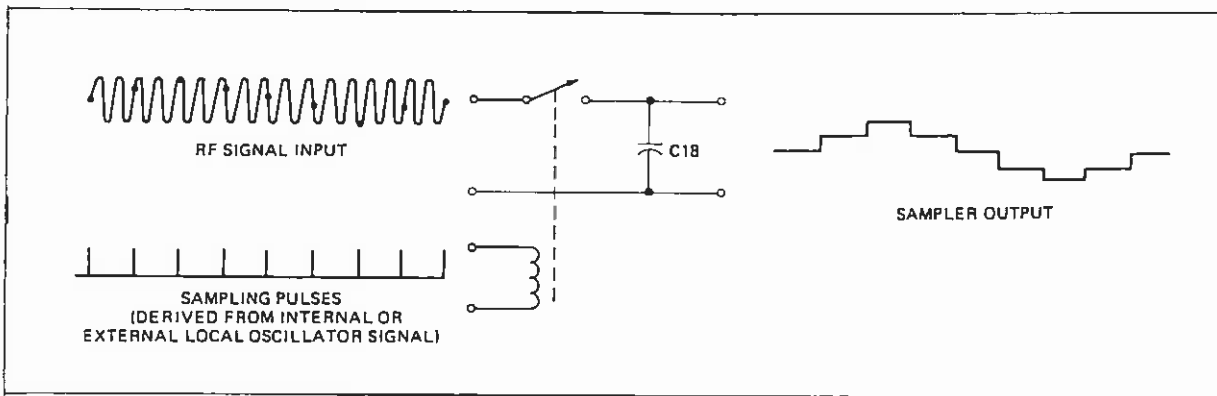 RF SIGNAL INPUT
C18
SAMPLER OUTPUT
SAMPLING PULSES
(DERIVED FROM INTERNAL OR
EXTERNAL LOCAL OSCILLATOR SIGNAL)